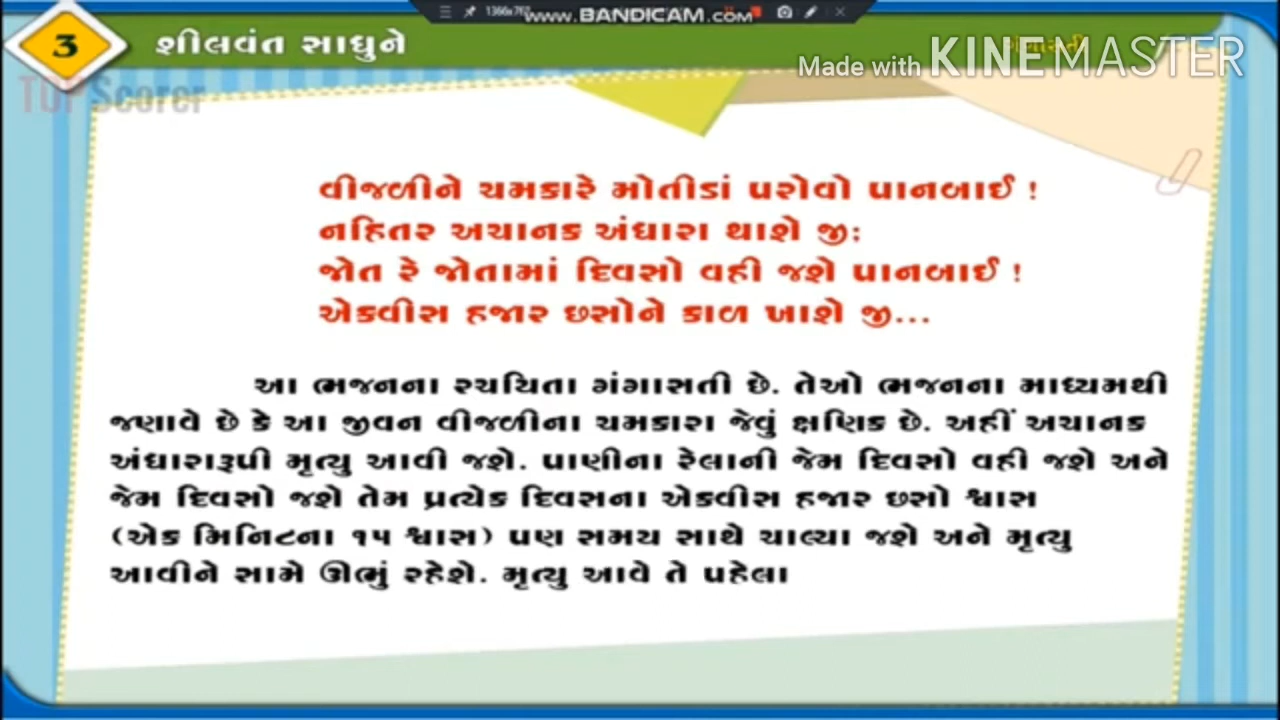 1366x768
www.BANDICAM.com
3 શીલવંત સાધુને
Made with KINEMASTER
TOP Scorer
વીજળીને ચમકારે મોતીડાં પરોવો પાનબાઈ !
નહિતર અચાનક અંધારા થાશે જી;
જોત રે જોતામાં દિવસો વહી જશે પાનબાઈ !
એકવીસ હજાર છસોને કાળ ખાશે જી...
આ ભજનના રચયિતા ગંગાસતી છે. તેઓ ભજનના માધ્યમથી
જણાવે છે કે આ જીવન વીજળીના ચમકારા જેવું ક્ષણિક છે. અહીં અચાનક
અંધારારૂપી મૃત્યુ આવી જશે. પાણીના રેલાની જેમ દિવસો વહી જશે અને
જેમ દિવસો જશે તેમ પ્રત્યેક દિવસના એકવીસ હજાર છસો શ્વાસ
(એક મિનિટના ૧૫ શ્વાસ) પણ સમય સાથે ચાલ્યા જશે અને મૃત્યુ
આવીને સામે ઊભું રહેશે. મૃત્યુ આવે તે પહેલા